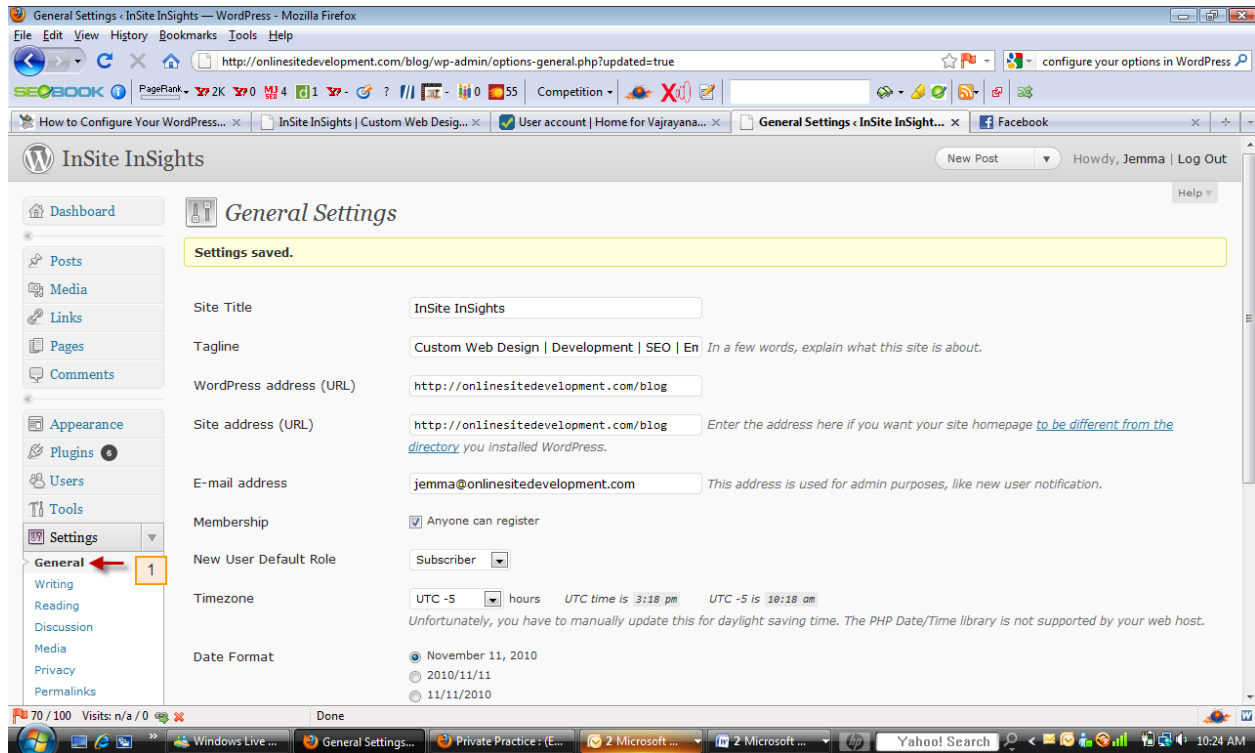 General Settings ‹ InSite InSights — WordPress - Mozilla Firefox
File Edit View History Bookmarks Tools Help
http://onlinesitedevelopment.com/blog/wp-admin/options-general.php?updated=true
configure your options in WordPress
SEOBOOK PageRank 2K 0 4 1 - ? - 0 55 Competition
How to Configure Your WordPress...
InSite InSights | Custom Web Desig...
User account | Home for Vajrayana...
General Settings ‹ InSite InSight...
Facebook
InSite InSights
New Post
Howdy, Jemma | Log Out
Help
Dashboard
General Settings
Settings saved.
Posts
Media
Links
Pages
Comments
Appearance
Plugins 6
Users
Tools
Settings
General 1
Writing
Reading
Discussion
Media
Privacy
Permalinks
Site Title InSite InSights
Tagline Custom Web Design | Development | SEO | Em In a few words, explain what this site is about.
WordPress address (URL) http://onlinesitedevelopment.com/blog
Site address (URL) http://onlinesitedevelopment.com/blog Enter the address here if you want your site homepage to be different from the
directory you installed WordPress.
E-mail address jemma@onlinesitedevelopment.com This address is used for admin purposes, like new user notification.
Membership Anyone can register
New User Default Role Subscriber
Timezone UTC -5 hours UTC time is 3:18 pm UTC -5 is 10:18 am
Unfortunately, you have to manually update this for daylight saving time. The PHP Date/Time library is not supported by your web host.
Date Format November 11, 2010
2010/11/11
11/11/2010
70 / 100 Visits: n/a / 0 Done
Windows Live ... General Settings... Private Practice : (E... 2 Microsoft ... 2 Microsoft ... hp Yahoo! Search 10:24 AM